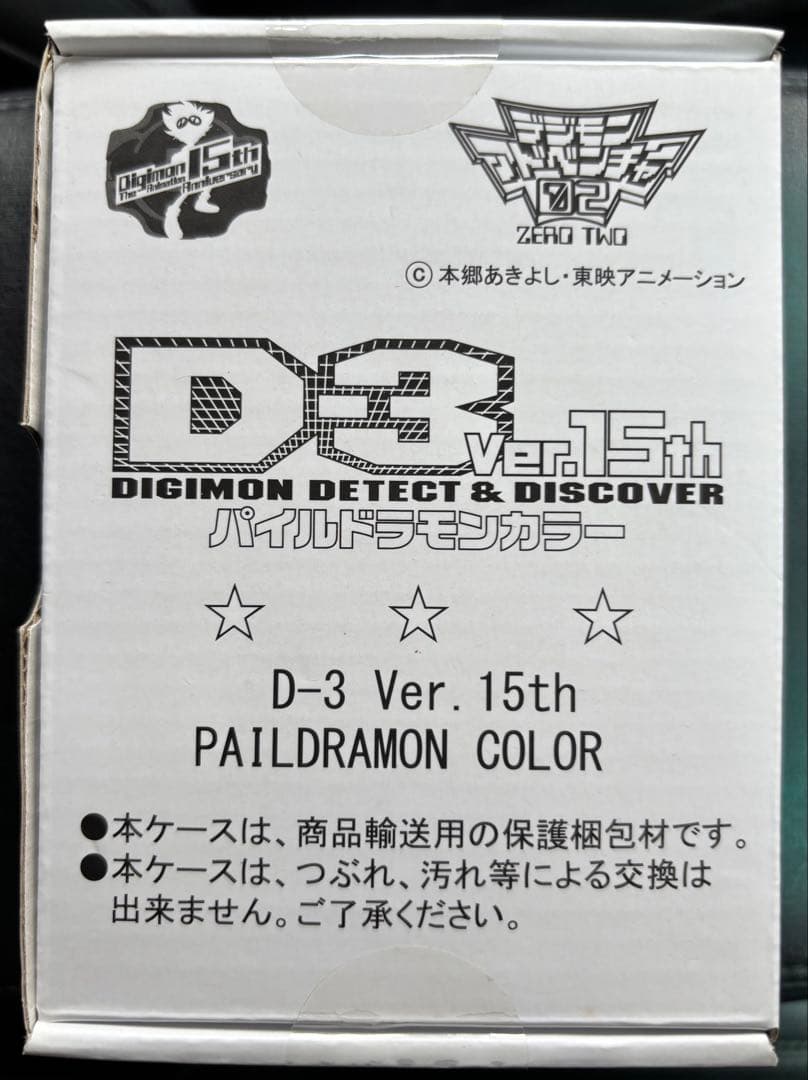 Digimon 15th
The Animation Anniversary
デジモン
アドベンチャー
02
ZERO TWO
©本郷あきよし・東映アニメーション
D-3 Ver.15th
DIGIMON DETECT & DISCOVER
パイルドラモンカラー
☆ ☆ ☆
D-3 Ver.15th
PAILDRAMON COLOR
●本ケースは、商品輸送用の保護梱包材です。
●本ケースは、つぶれ、汚れ等による交換は
出来ません。ご了承ください。